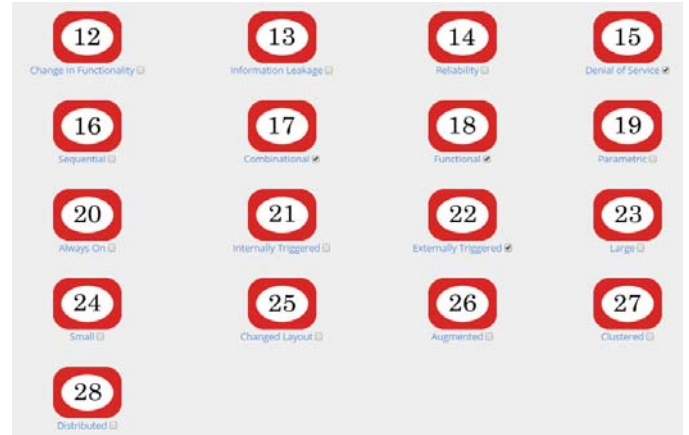 12 13 14 15
Change in Functionality Information Leakage Reliability Denial of Service
16 17 18 19
Sequential Combinational Functional Parametric
20 21 22 23
Always On Internally Triggered Externally Triggered Large
24 25 26 27
Small Changed Layout Augmented Clustered
28
Distributed